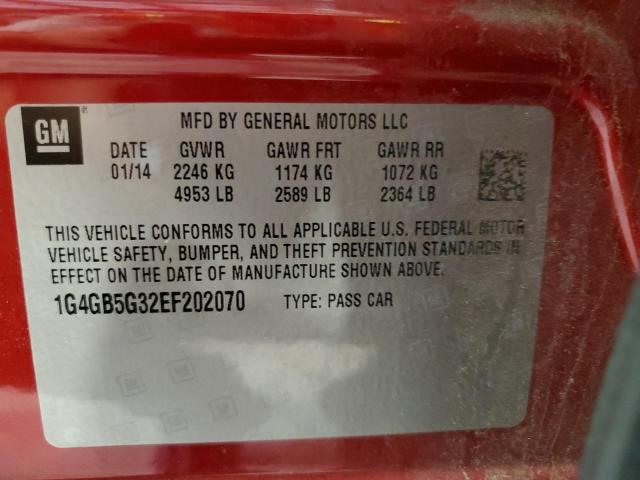 GM
MFD BY GENERAL MOTORS LLC
DATE GVWR GAWR FRT GAWR RR
01/14 2246 KG 1174 KG 1072 KG
4953 LB 2589 LB 2364 LB
THIS VEHICLE CONFORMS TO ALL APPLICABLE U.S. FEDERAL MOTOR
VEHICLE SAFETY, BUMPER, AND THEFT PREVENTION STANDARDS IN
EFFECT ON THE DATE OF MANUFACTURE SHOWN ABOVE.
1G4GB5G32EF202070 TYPE: PASS CAR